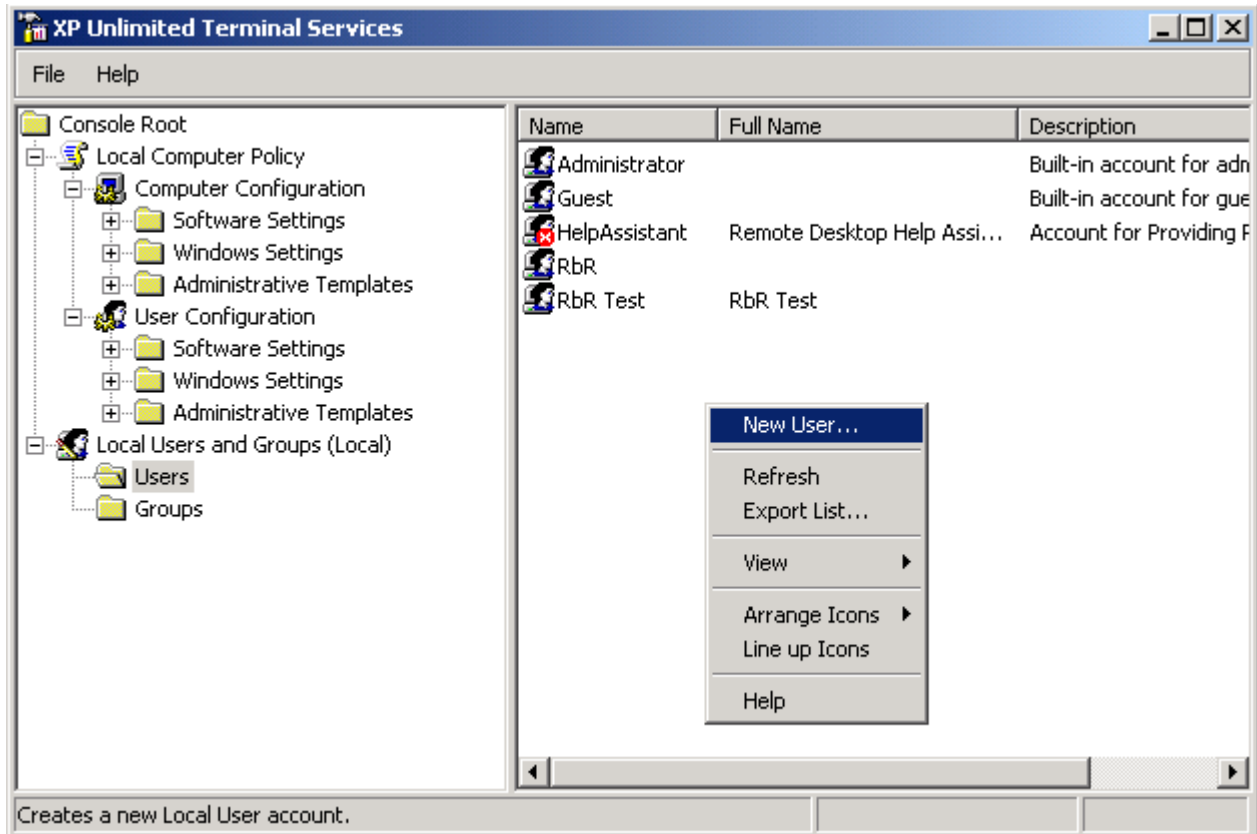 XP Unlimited Terminal Services
File Help
Console Root
Local Computer Policy
Computer Configuration
Software Settings
Windows Settings
Administrative Templates
User Configuration
Software Settings
Windows Settings
Administrative Templates
Local Users and Groups (Local)
Users
Groups
Name Full Name Description
Administrator Built-in account for adm
Guest Built-in account for gue
HelpAssistant Remote Desktop Help Assi... Account for Providing R
RbR
RbR Test RbR Test
New User...
Refresh
Export List...
View
Arrange Icons
Line up Icons
Help
Creates a new Local User account.